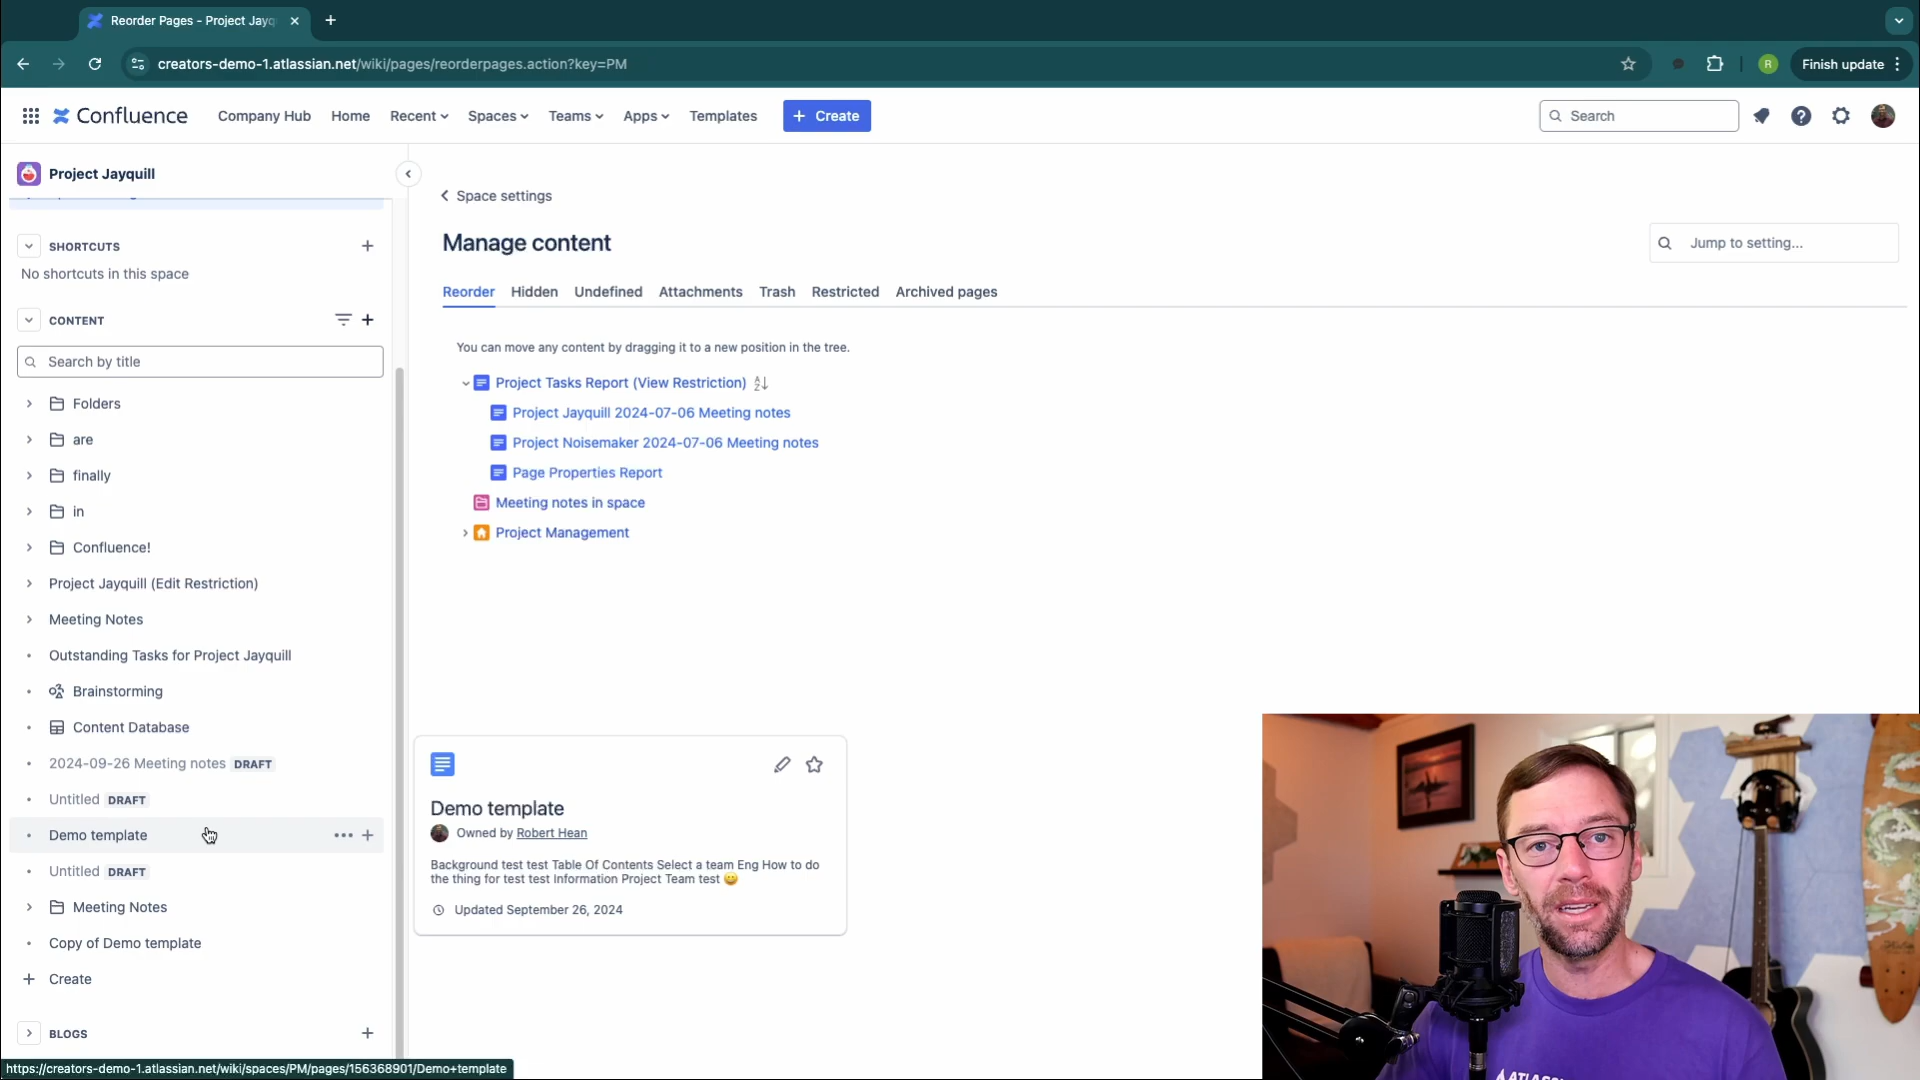 Reorder Pages - Project Jayq
creators-demo-1.atlassian.net/wiki/pages/reorderpages.action?key=PM
R
Finish update
Confluence
Company Hub
Home
Recent
Spaces
Teams
Apps
Templates
+ Create
Search
Project Jayquill
Space settings
Manage content
Jump to setting...
SHORTCUTS
No shortcuts in this space
Reorder
Hidden
Undefined
Attachments
Trash
Restricted
Archived pages
CONTENT
Search by title
You can move any content by dragging it to a new position in the tree.
Project Tasks Report (View Restriction)
Project Jayquill 2024-07-06 Meeting notes
Project Noisemaker 2024-07-06 Meeting notes
Page Properties Report
Meeting notes in space
Project Management
Folders
are
finally
in
Confluence!
Project Jayquill (Edit Restriction)
Meeting Notes
Outstanding Tasks for Project Jayquill
Brainstorming
Content Database
2024-09-26 Meeting notes DRAFT
Untitled DRAFT
Demo template
Untitled DRAFT
Meeting Notes
Copy of Demo template
+ Create
BLOGS
Demo template
Owned by Robert Hean
Background test test Table Of Contents Select a team Eng How to do
the thing for test test Information Project Team test 😄
Updated September 26, 2024
https://creators-demo-1.atlassian.net/wiki/spaces/PM/pages/156368901/Demo+template